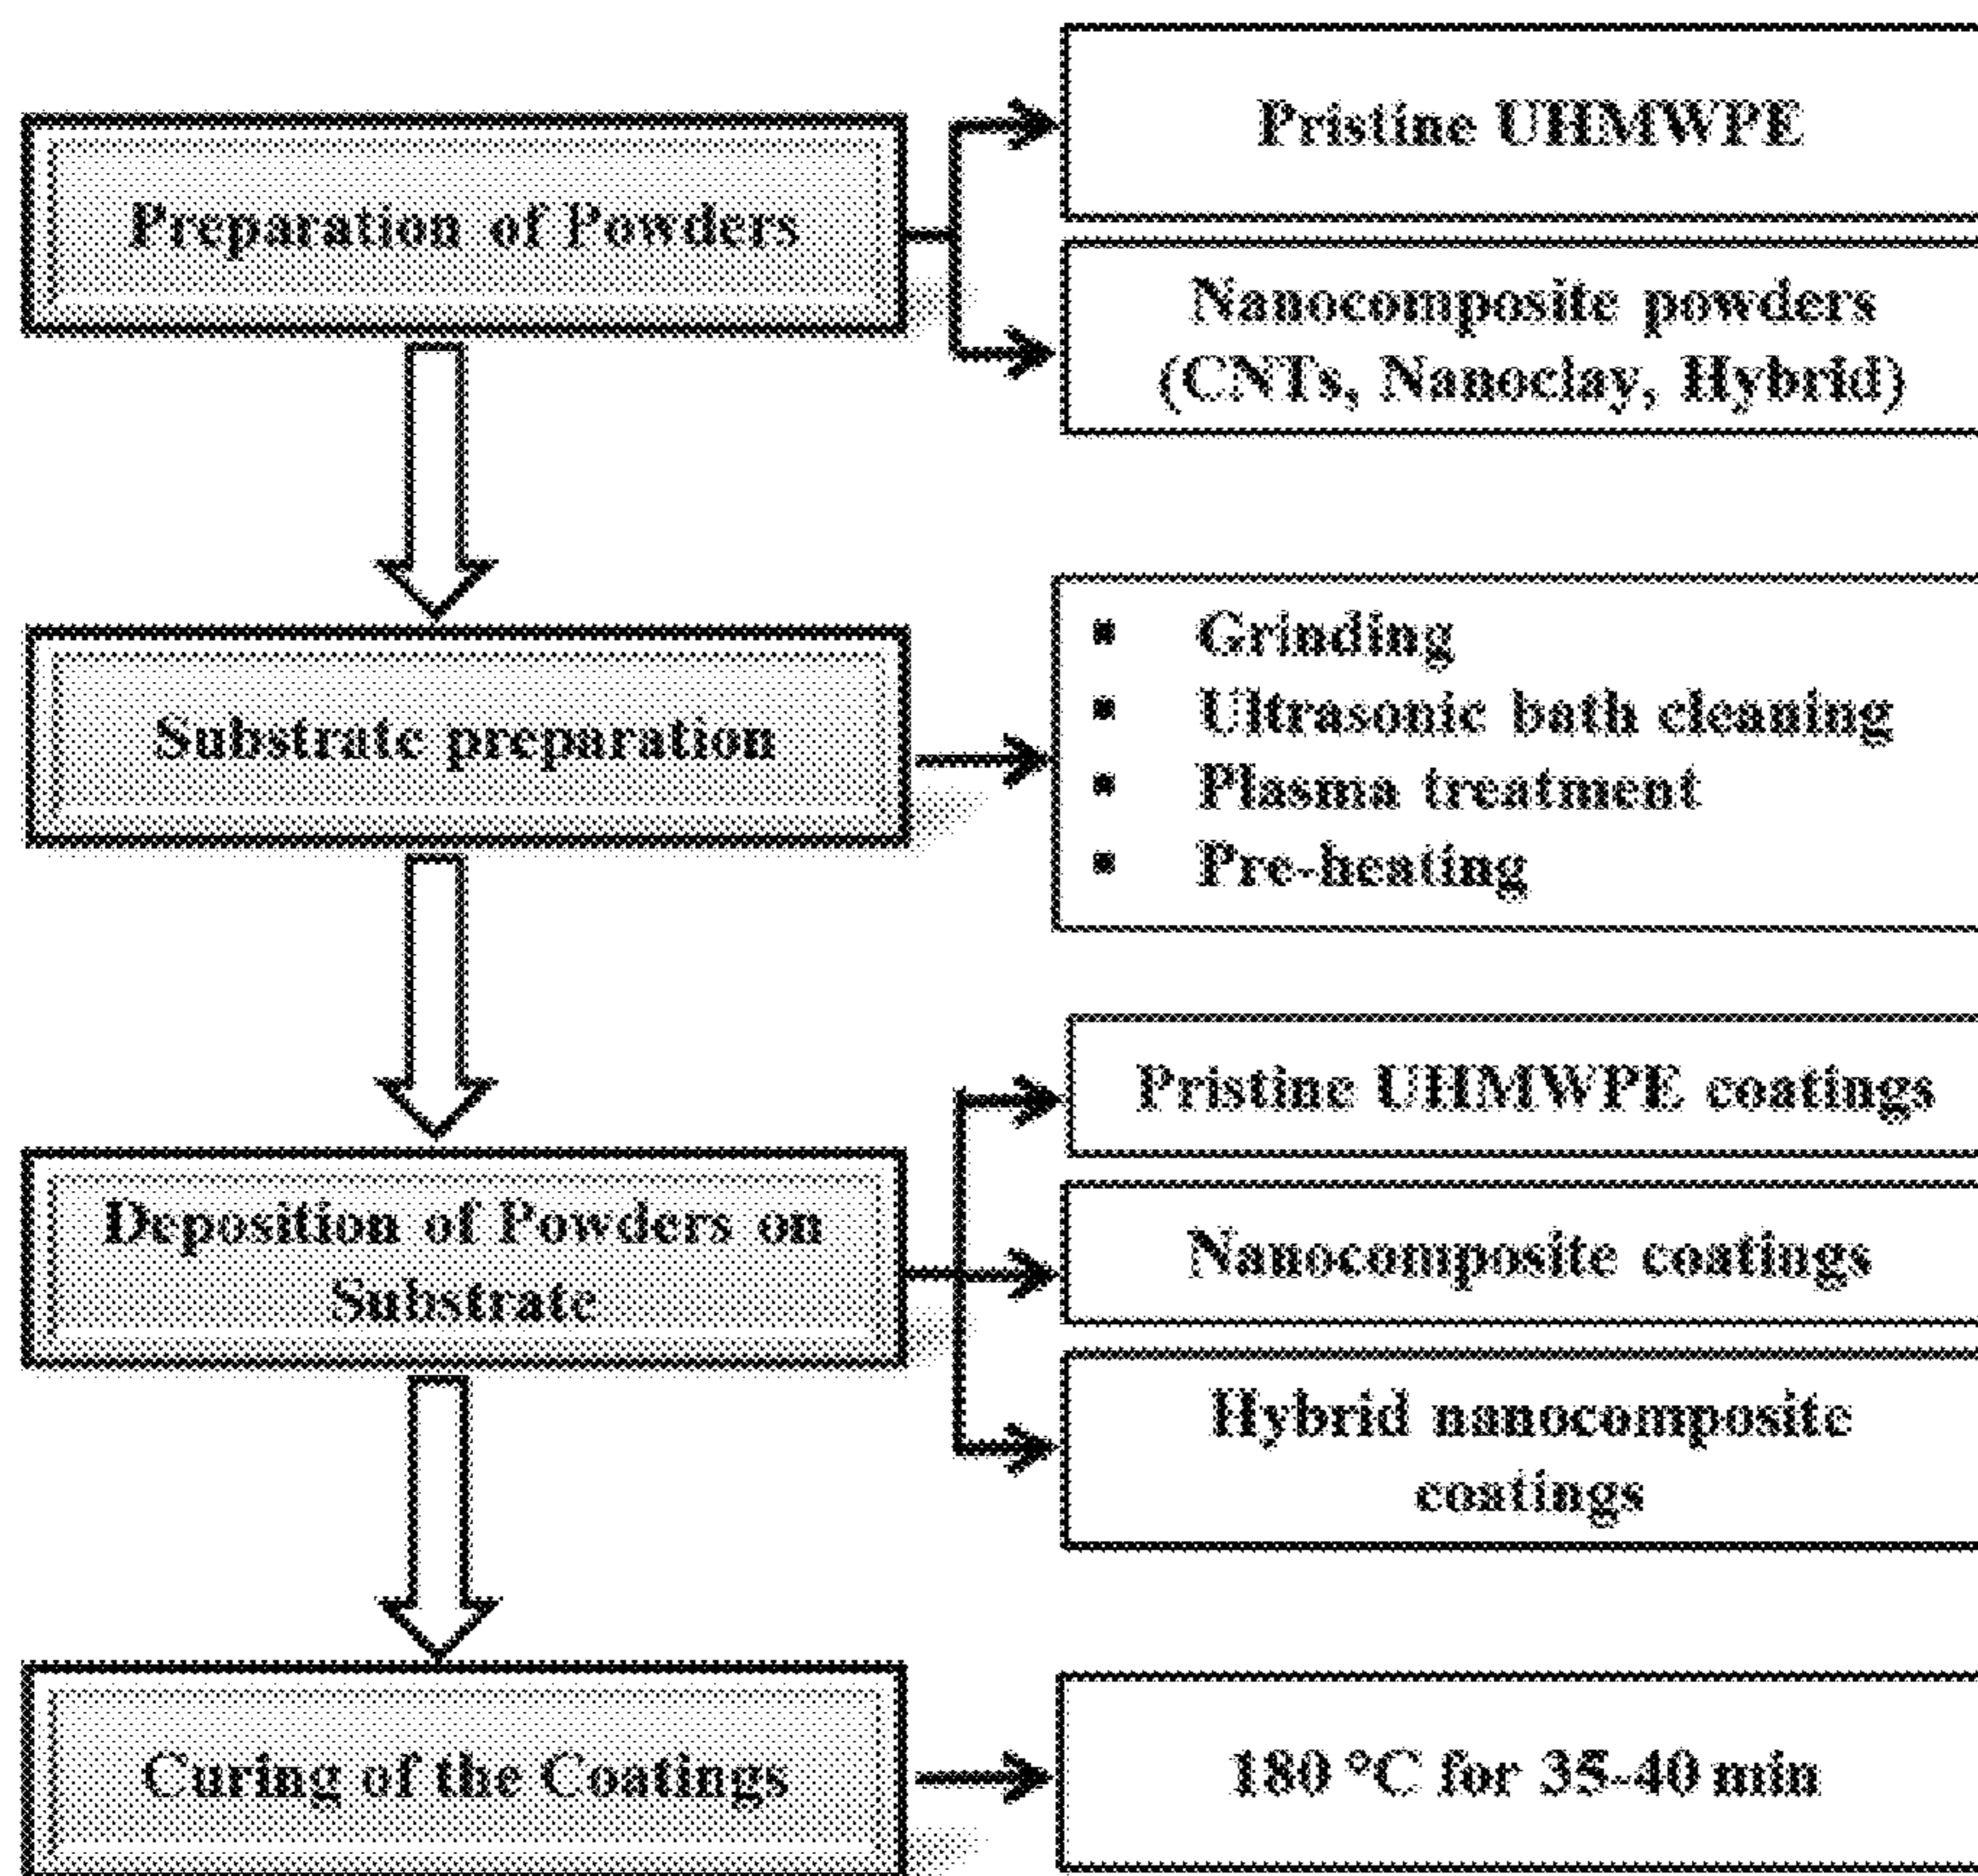 Preparation of Powders
Pristine UHMWPE
Nanocomposite powders
(CNTs, Nanoclay, Hybrid)
Substrate preparation
▪ Grinding
▪ Ultrasonic bath cleaning
▪ Plasma treatment
▪ Pre-heating
Deposition of Powders on
Substrate
Pristine UHMWPE coatings
Nanocomposite coatings
Hybrid nanocomposite
coatings
Curing of the Coatings
180 °C for 35-40 min